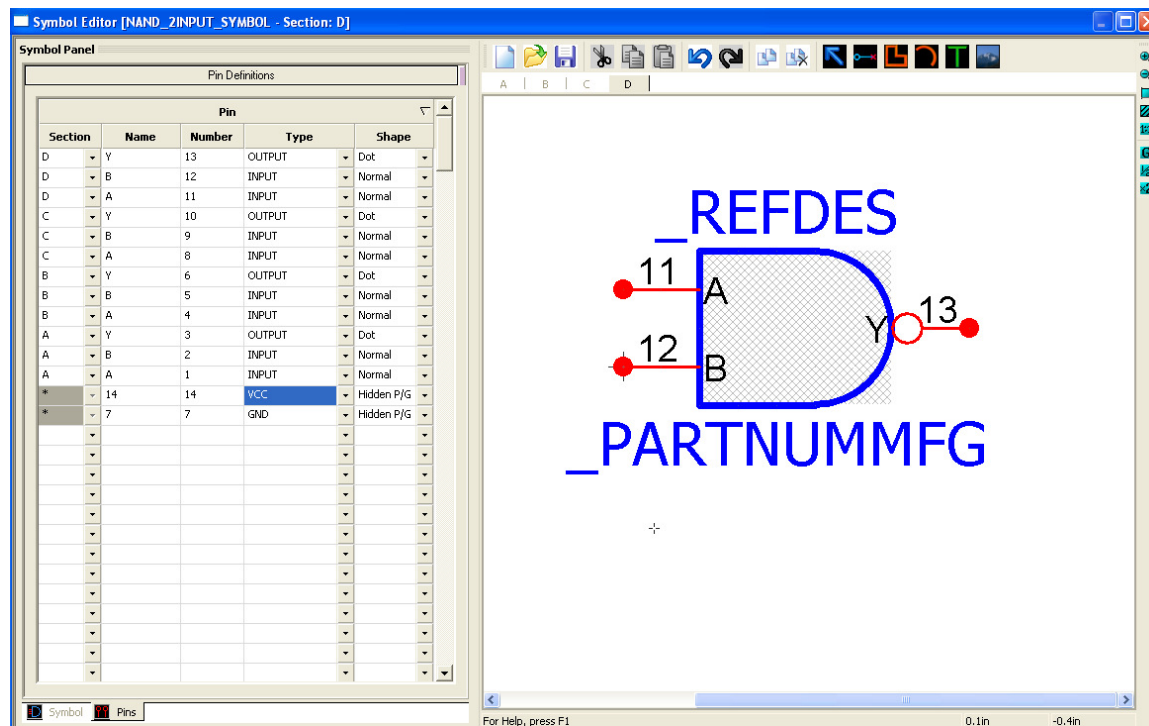 Symbol Editor [NAND_2INPUT_SYMBOL - Section: D]
Symbol Panel
Pin Definitions
Pin
Section Name Number Type Shape
D Y 13 OUTPUT Dot
D B 12 INPUT Normal
D A 11 INPUT Normal
C Y 10 OUTPUT Dot
C B 9 INPUT Normal
C A 8 INPUT Normal
B Y 6 OUTPUT Dot
B B 5 INPUT Normal
B A 4 INPUT Normal
A Y 3 OUTPUT Dot
A B 2 INPUT Normal
A A 1 INPUT Normal
* 14 14 VCC Hidden P/G
* 7 7 GND Hidden P/G
Symbol Pins
A B C D
_REFDES
11 A
12 B
Y 13
_PARTNUMMFG
For Help, press F1 0.1in -0.4in